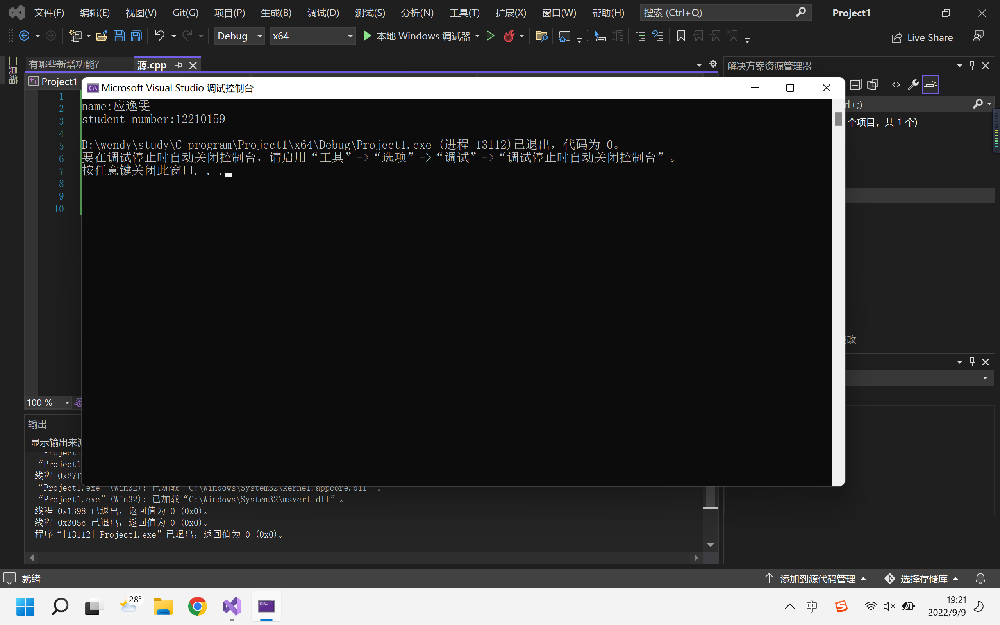 文件(F) 编辑(E) 视图(V) Git(G) 项目(P) 生成(B) 调试(D) 测试(S) 分析(N) 工具(T) 扩展(X) 窗口(W) 帮助(H) 搜索 (Ctrl+Q) Project1
Debug x64 本地 Windows 调试器 Live Share
工具箱
有哪些新增功能? 源.cpp
解决方案资源管理器
Project1
Microsoft Visual Studio 调试控制台
rl+;)
个项目，共 1 个)
1
2
3
4
5
6
7
8
9
10
name:应逸雯
student number:12210159
D:\wendy\study\C program\Project1\x64\Debug\Project1.exe (进程 13112)已退出，代码为 0。
要在调试停止时自动关闭控制台，请启用“工具”->“选项”->“调试”->“调试停止时自动关闭控制台”。
按任意键关闭此窗口. . .
改
100 %
输出
显示输出来
Project1
“Project1
线程 0x27f
“Project1.exe”(Win32): 已加载“C:\Windows\System32\kernel.appcore.dll”。
“Project1.exe”(Win32): 已加载“C:\Windows\System32\msvcrt.dll”。
线程 0x1398 已退出，返回值为 0 (0x0)。
线程 0x305c 已退出，返回值为 0 (0x0)。
程序“[13112] Project1.exe”已退出，返回值为 0 (0x0)。
就绪 添加到源代码管理 选择存储库
28° 中 19:21
2022/9/9